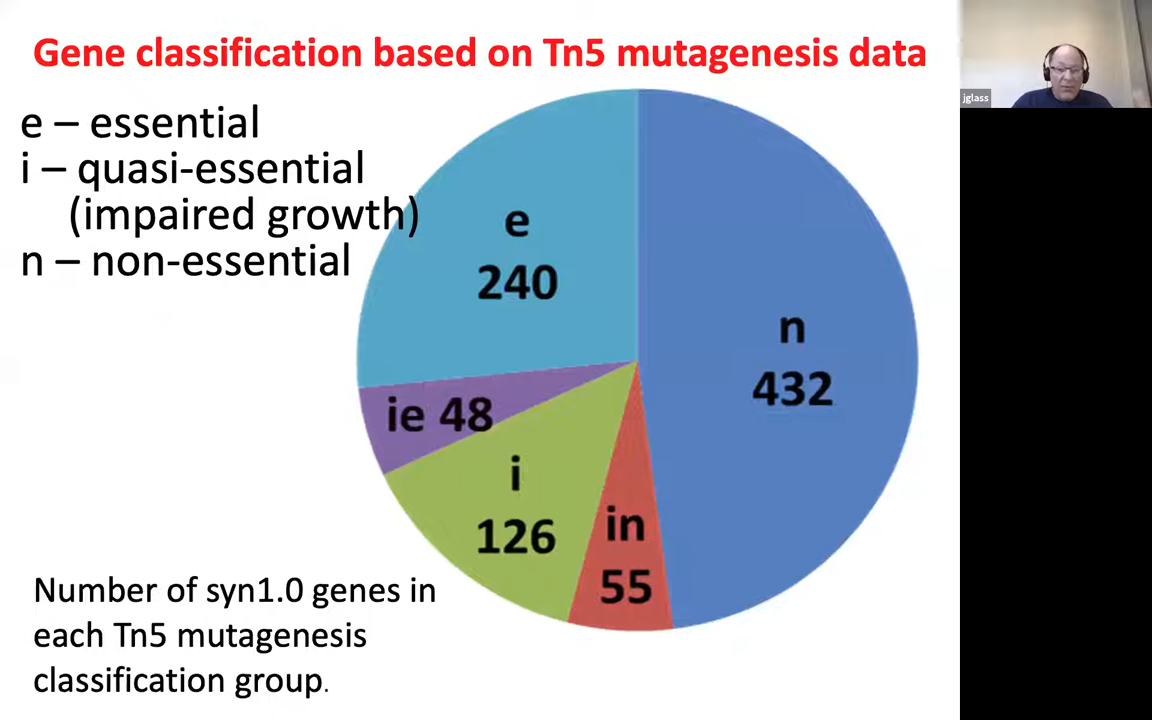 Gene classification based on Tn5 mutagenesis data
jglass
e – essential
i – quasi-essential
(impaired growth)
n – non-essential
e
240
n
432
ie 48
i
126
in
55
Number of syn1.0 genes in
each Tn5 mutagenesis
classification group.